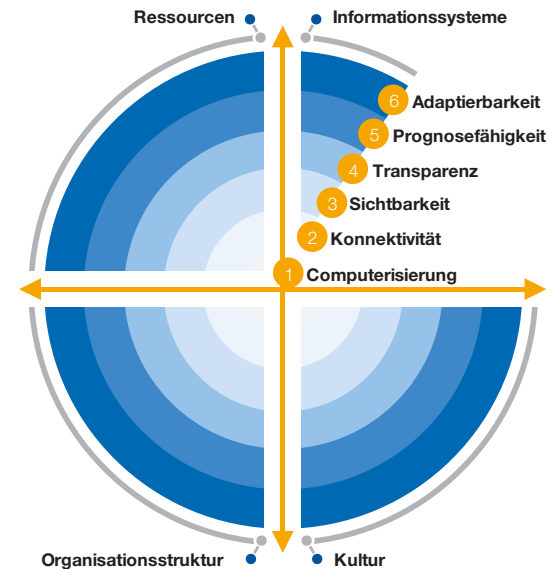 Ressourcen
Informationssysteme
6 Adaptierbarkeit
5 Prognosefähigkeit
4 Transparenz
3 Sichtbarkeit
2 Konnektivität
1 Computerisierung
Organisationsstruktur
Kultur